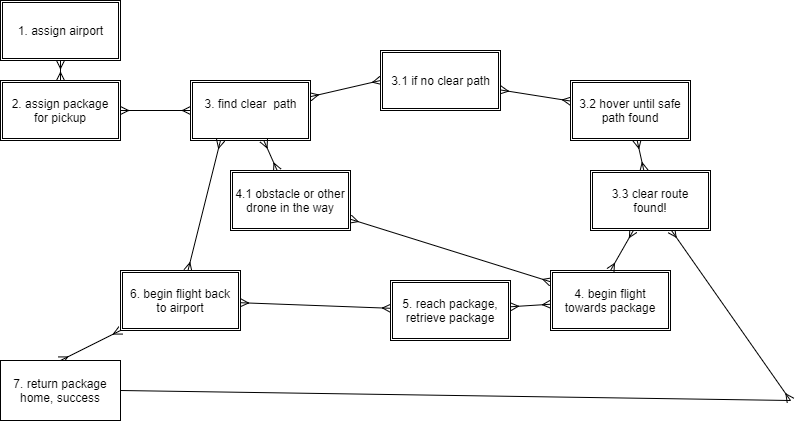 1. assign airport
2. assign package
for pickup
3. find clear path
3.1 if no clear path
3.2 hover until safe
path found
4.1 obstacle or other
drone in the way
3.3 clear route
found!
6. begin flight back
to airport
5. reach package,
retrieve package
4. begin flight
towards package
7. return package
home, success